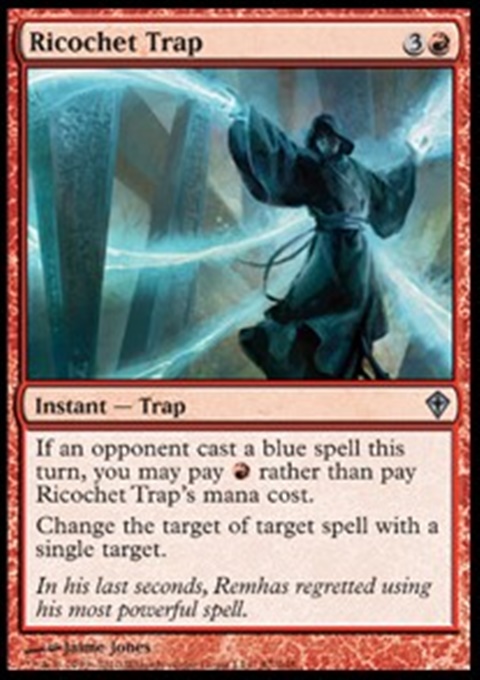 Ricochet Trap 3
Instant — Trap
If an opponent cast a blue spell this
turn, you may pay rather than pay
Ricochet Trap's mana cost.
Change the target of target spell with a
single target.
In his last seconds, Remhas regretted using
his most powerful spell.
Jaime Jones